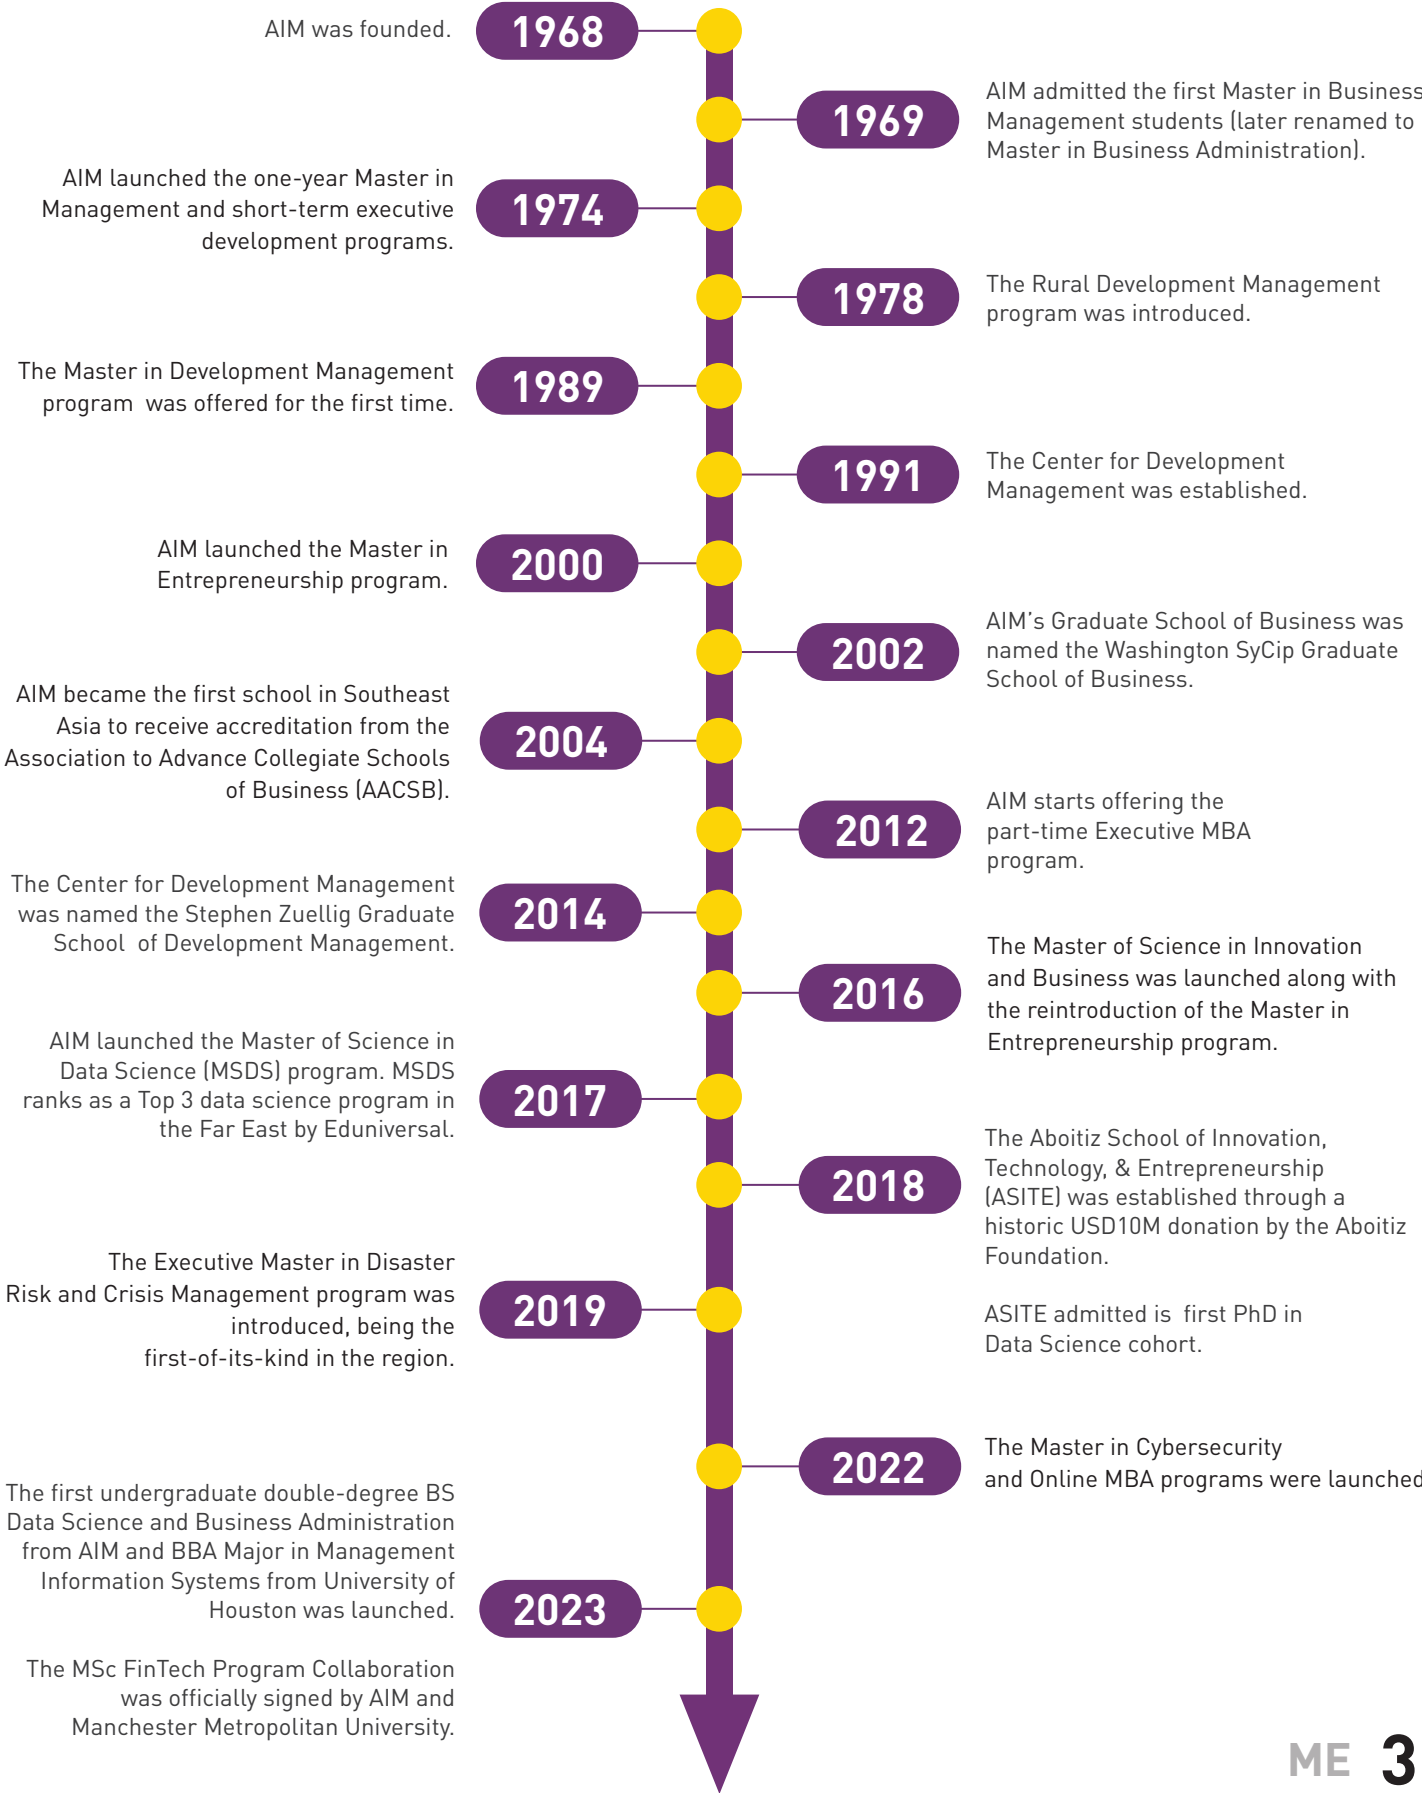 AIM was founded.
1968
1969
AIM admitted the first Master in Business
Management students (later renamed to
Master in Business Administration).
AIM launched the one-year Master in
Management and short-term executive
development programs.
1974
1978
The Rural Development Management
program was introduced.
The Master in Development Management
program was offered for the first time.
1989
1991
The Center for Development
Management was established.
AIM launched the Master in
Entrepreneurship program.
2000
2002
AIM’s Graduate School of Business was
named the Washington SyCip Graduate
School of Business.
AIM became the first school in Southeast
Asia to receive accreditation from the
Association to Advance Collegiate Schools
of Business (AACSB).
2004
2012
AIM starts offering the
part-time Executive MBA
program.
The Center for Development Management
was named the Stephen Zuellig Graduate
School of Development Management.
2014
2016
The Master of Science in Innovation
and Business was launched along with
the reintroduction of the Master in
Entrepreneurship program.
AIM launched the Master of Science in
Data Science (MSDS) program. MSDS
ranks as a Top 3 data science program in
the Far East by Eduniversal.
2017
2018
The Aboitiz School of Innovation,
Technology, & Entrepreneurship
(ASITE) was established through a
historic USD10M donation by the Aboitiz
Foundation.
ASITE admitted is first PhD in
Data Science cohort.
The Executive Master in Disaster
Risk and Crisis Management program was
introduced, being the
first-of-its-kind in the region.
2019
2022
The Master in Cybersecurity
and Online MBA programs were launched
The first undergraduate double-degree BS
Data Science and Business Administration
from AIM and BBA Major in Management
Information Systems from University of
Houston was launched.
2023
The MSc FinTech Program Collaboration
was officially signed by AIM and
Manchester Metropolitan University.
ME 3